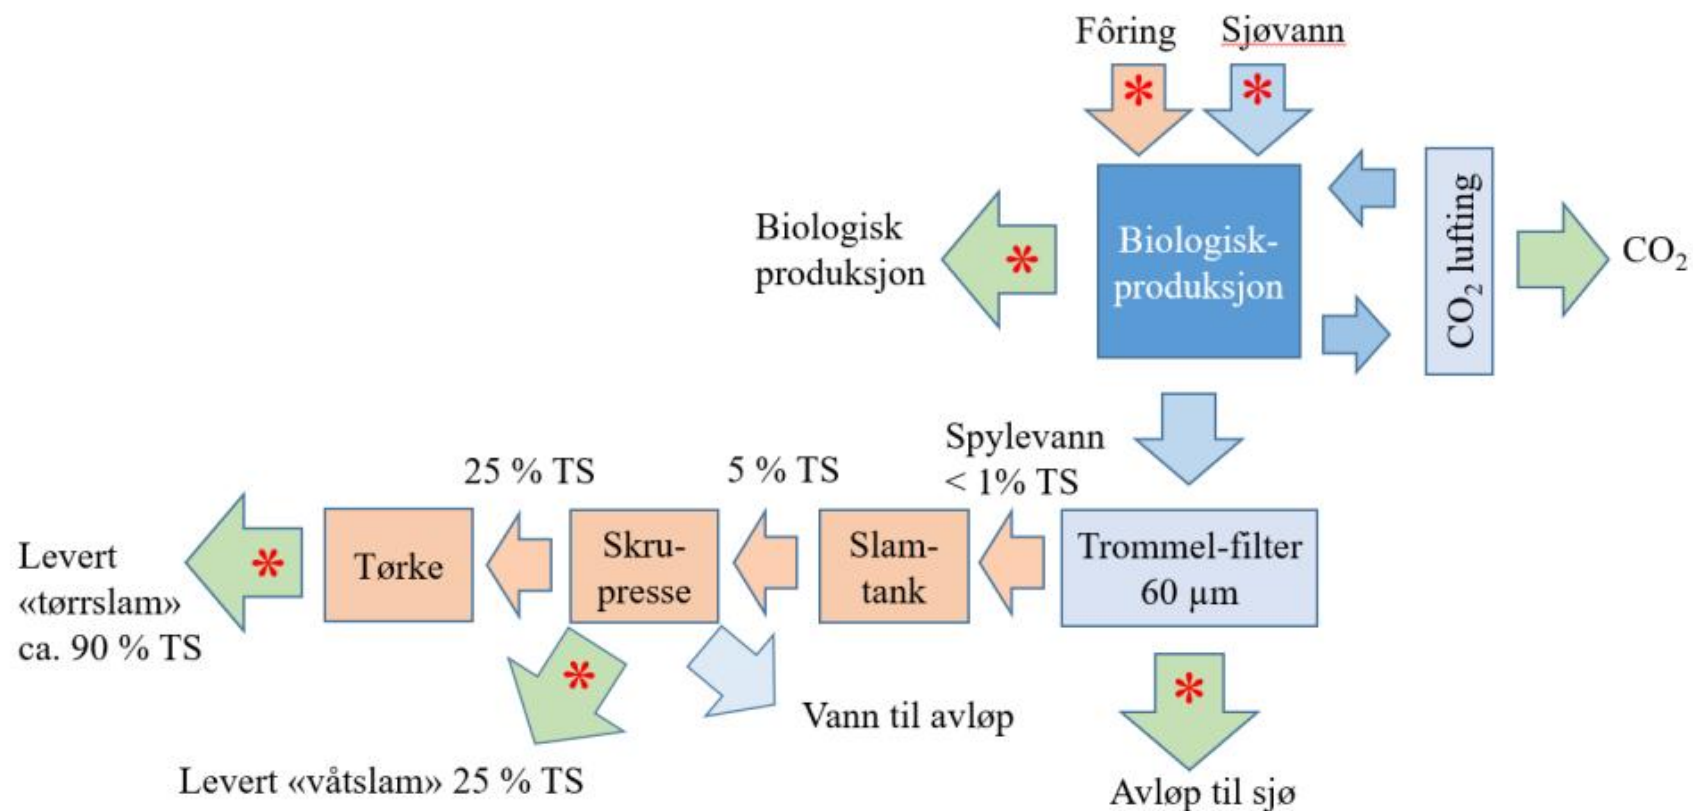 Fôring
Sjøvann
*
*
Biologisk
produksjon
*
Biologisk-
produksjon
CO₂ lufting
CO₂
Spylevann
< 1% TS
5 % TS
25 % TS
Levert
«tørrslam»
ca. 90 % TS
*
Tørke
Skru-
presse
Slam-
tank
Trommel-filter
60 µm
*
*
Vann til avløp
Levert «våtslam» 25 % TS
Avløp til sjø